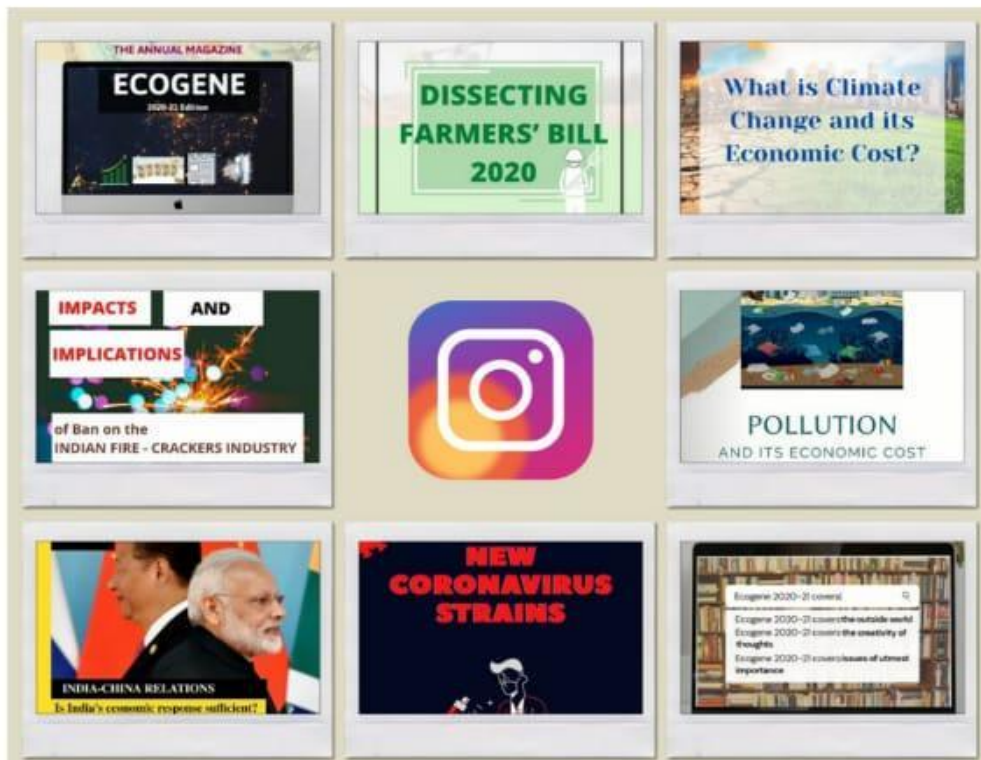 THE ANNUAL MAGAZINE
ECOGENE
2020-21 Edition
DISSECTING
FARMERS' BILL
2020
What is Climate
Change and its
Economic Cost?
IMPACTS AND
IMPLICATIONS
of Ban on the
INDIAN FIRE - CRACKERS INDUSTRY
POLLUTION
AND ITS ECONOMIC COST
INDIA-CHINA RELATIONS
Is India's economic response sufficient?
NEW
CORONAVIRUS
STRAINS
Ecogene 2020-21 covers
Ecogene 2020-21 covers the outside world
Ecogene 2020-21 covers the creativity of
thoughts
Ecogene 2020-21 covers issues of utmost
importance